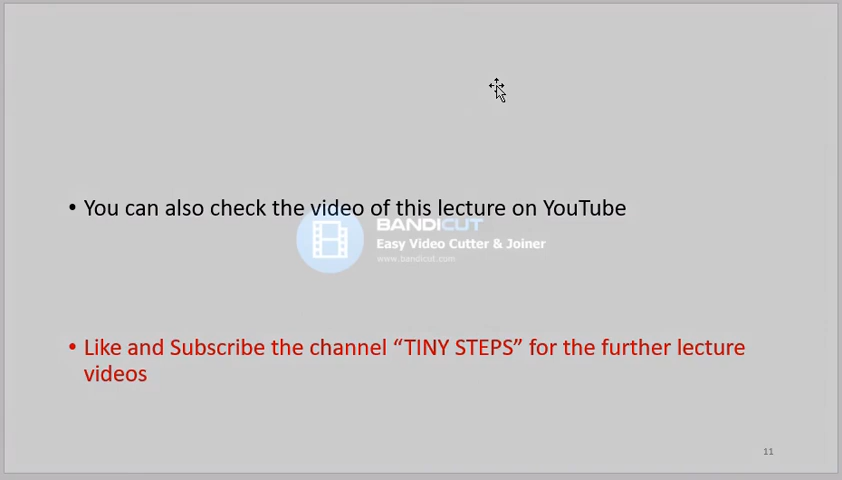 • You can also check the video of this lecture on YouTube
BANDICUT
Easy Video Cutter & Joiner
www.bandicut.com
• Like and Subscribe the channel “TINY STEPS” for the further lecture
videos
11